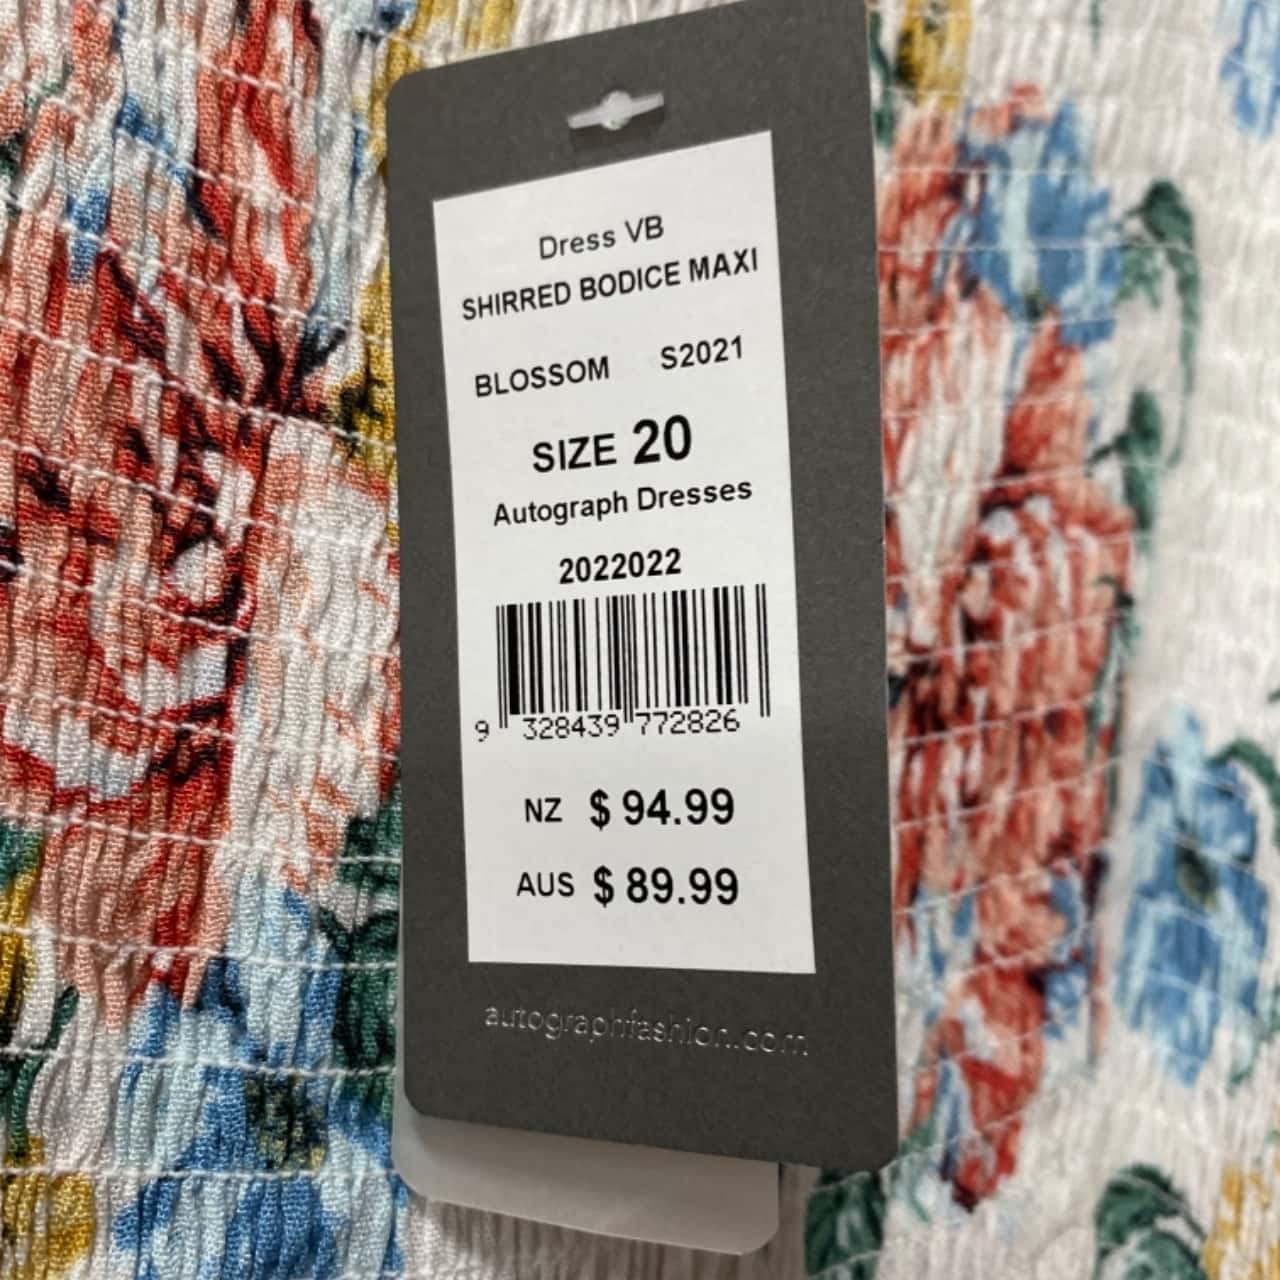 Dress VB
SHIRRED BODICE MAXI
BLOSSOM S2021
SIZE 20
Autograph Dresses
2022022
9 328439 772826
NZ $ 94.99
AUS $ 89.99
autographfashion.com